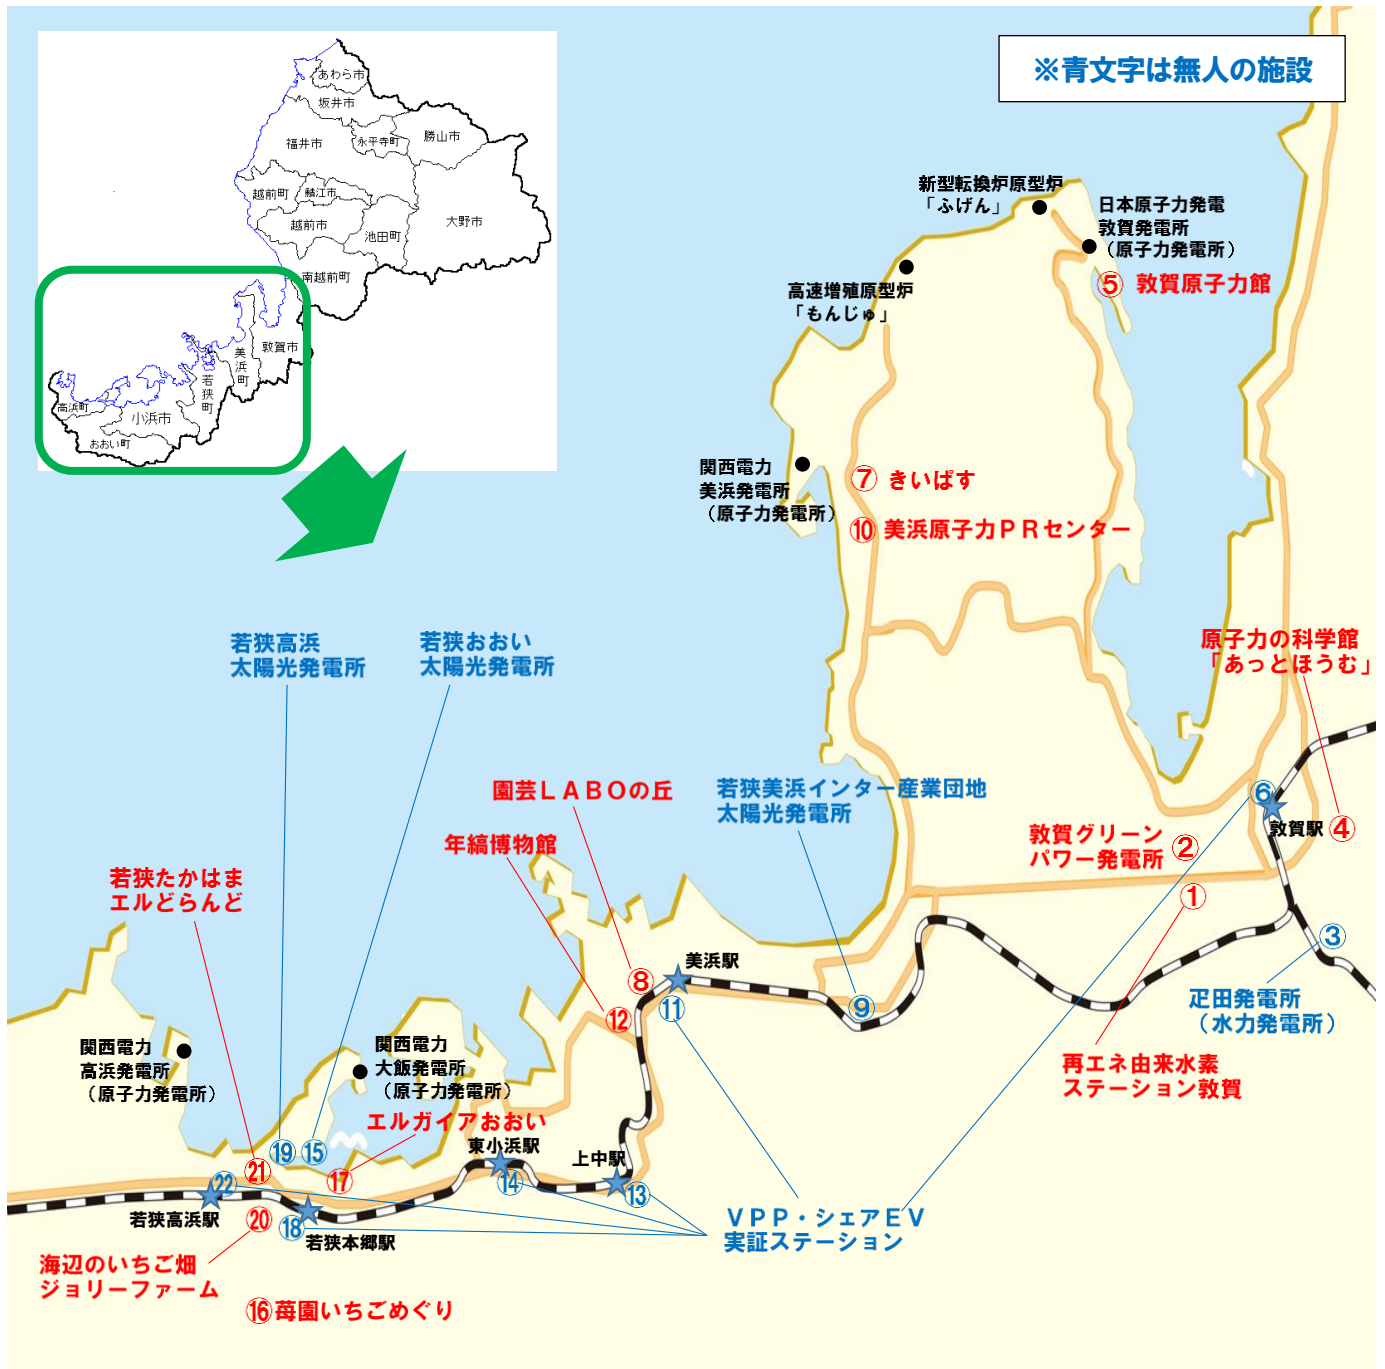 ※青文字は無人の施設
あわら市
坂井市
福井市
永平寺町
勝山市
越前町
鯖江市
越前市
池田町
大野市
南越前町
敦賀市
美浜町
若狭町
小浜市
高浜町
おおい町
新型転換炉原型炉
「ふげん」
日本原子力発電
敦賀発電所
（原子力発電所）
⑤ 敦賀原子力館
高速増殖原型炉
「もんじゅ」
関西電力
美浜発電所
（原子力発電所）
⑦ きいぱす
⑩ 美浜原子力ＰＲセンター
若狭高浜
太陽光発電所
若狭おおい
太陽光発電所
原子力の科学館
「あっとほうむ」
園芸ＬＡＢＯの丘
年縞博物館
若狭美浜インター産業団地
太陽光発電所
⑥
敦賀駅
④
敦賀グリーン
パワー発電所
②
①
若狭たかはま
エルどらんど
③
疋田発電所
（水力発電所）
美浜駅
⑧
⑪
⑨
⑫
再エネ由来水素
ステーション敦賀
関西電力
高浜発電所
（原子力発電所）
関西電力
大飯発電所
（原子力発電所）
エルガイアおおい
東小浜駅
上中駅
⑲
⑮
㉑
⑰
㉒
⑭
⑬
若狭高浜駅
⑳
⑱
若狭本郷駅
ＶＰＰ・シェアＥＶ
実証ステーション
海辺のいちご畑
ジョリーファーム
⑯苺園いちごめぐり